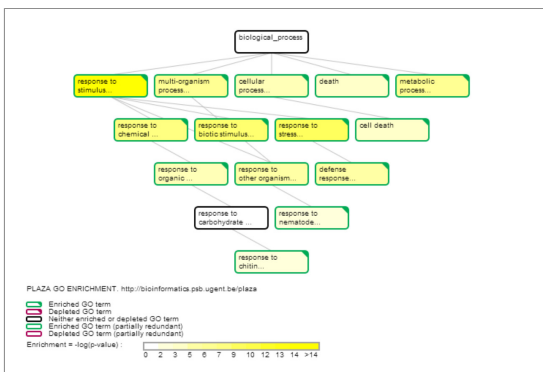 biological_process
response to
stimulus...
multi-organism
process...
cellular
process...
death
metabolic
process...
response to
chemical ...
response to
biotic stimulus...
response to
stress...
cell death
response to
organic ...
response to
other organism...
defense
response...
response to
carbohydrate ...
response to
nematode...
response to
chitin...
PLAZA GO ENRICHMENT. http://bioinformatics.psb.ugent.be/plaza
Enriched GO term
Depleted GO term
Neither enriched or depleted GO term
Enriched GO term (partially redundant)
Depleted GO term (partially redundant)
Enrichment = -log(p-value) :
0 2 3 5 6 7 9 10 12 13 14 >14